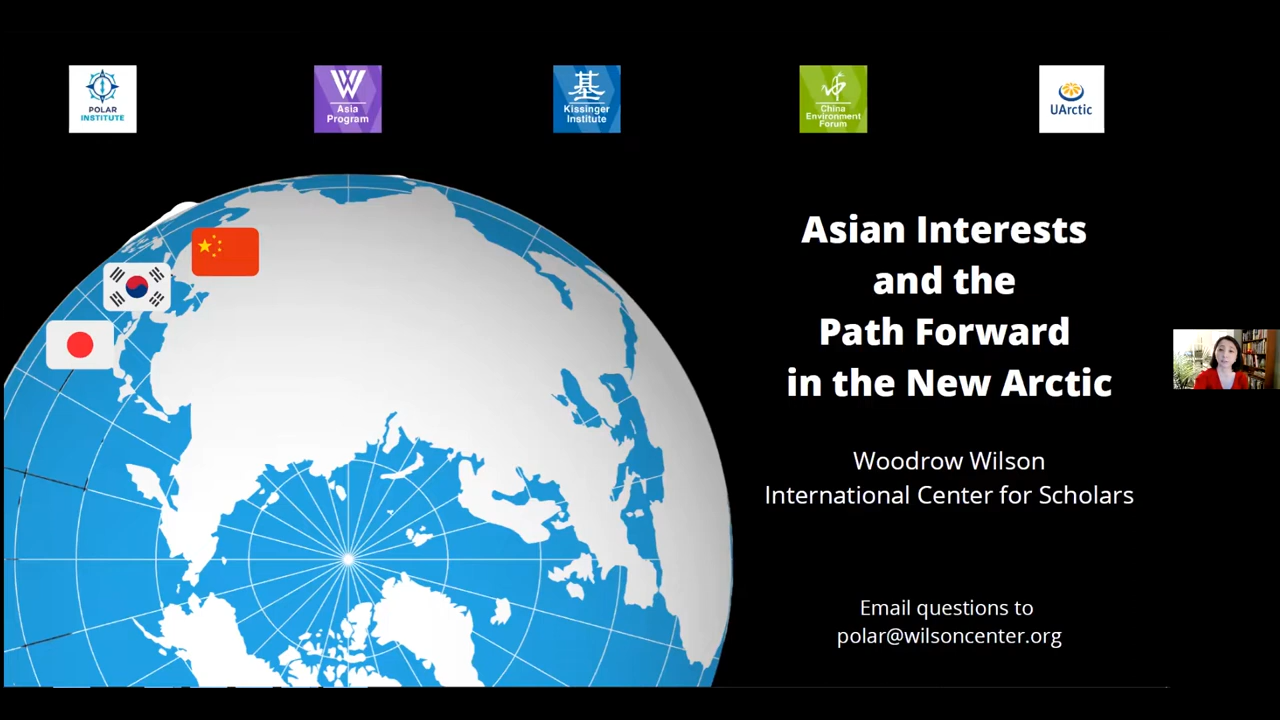 POLAR
INSTITUTE
W
Asia
Program
基
Kissinger
Institute
China
Environment
Forum
UArctic
Asian Interests
and the
Path Forward
in the New Arctic
Woodrow Wilson
International Center for Scholars
Email questions to
polar@wilsoncenter.org